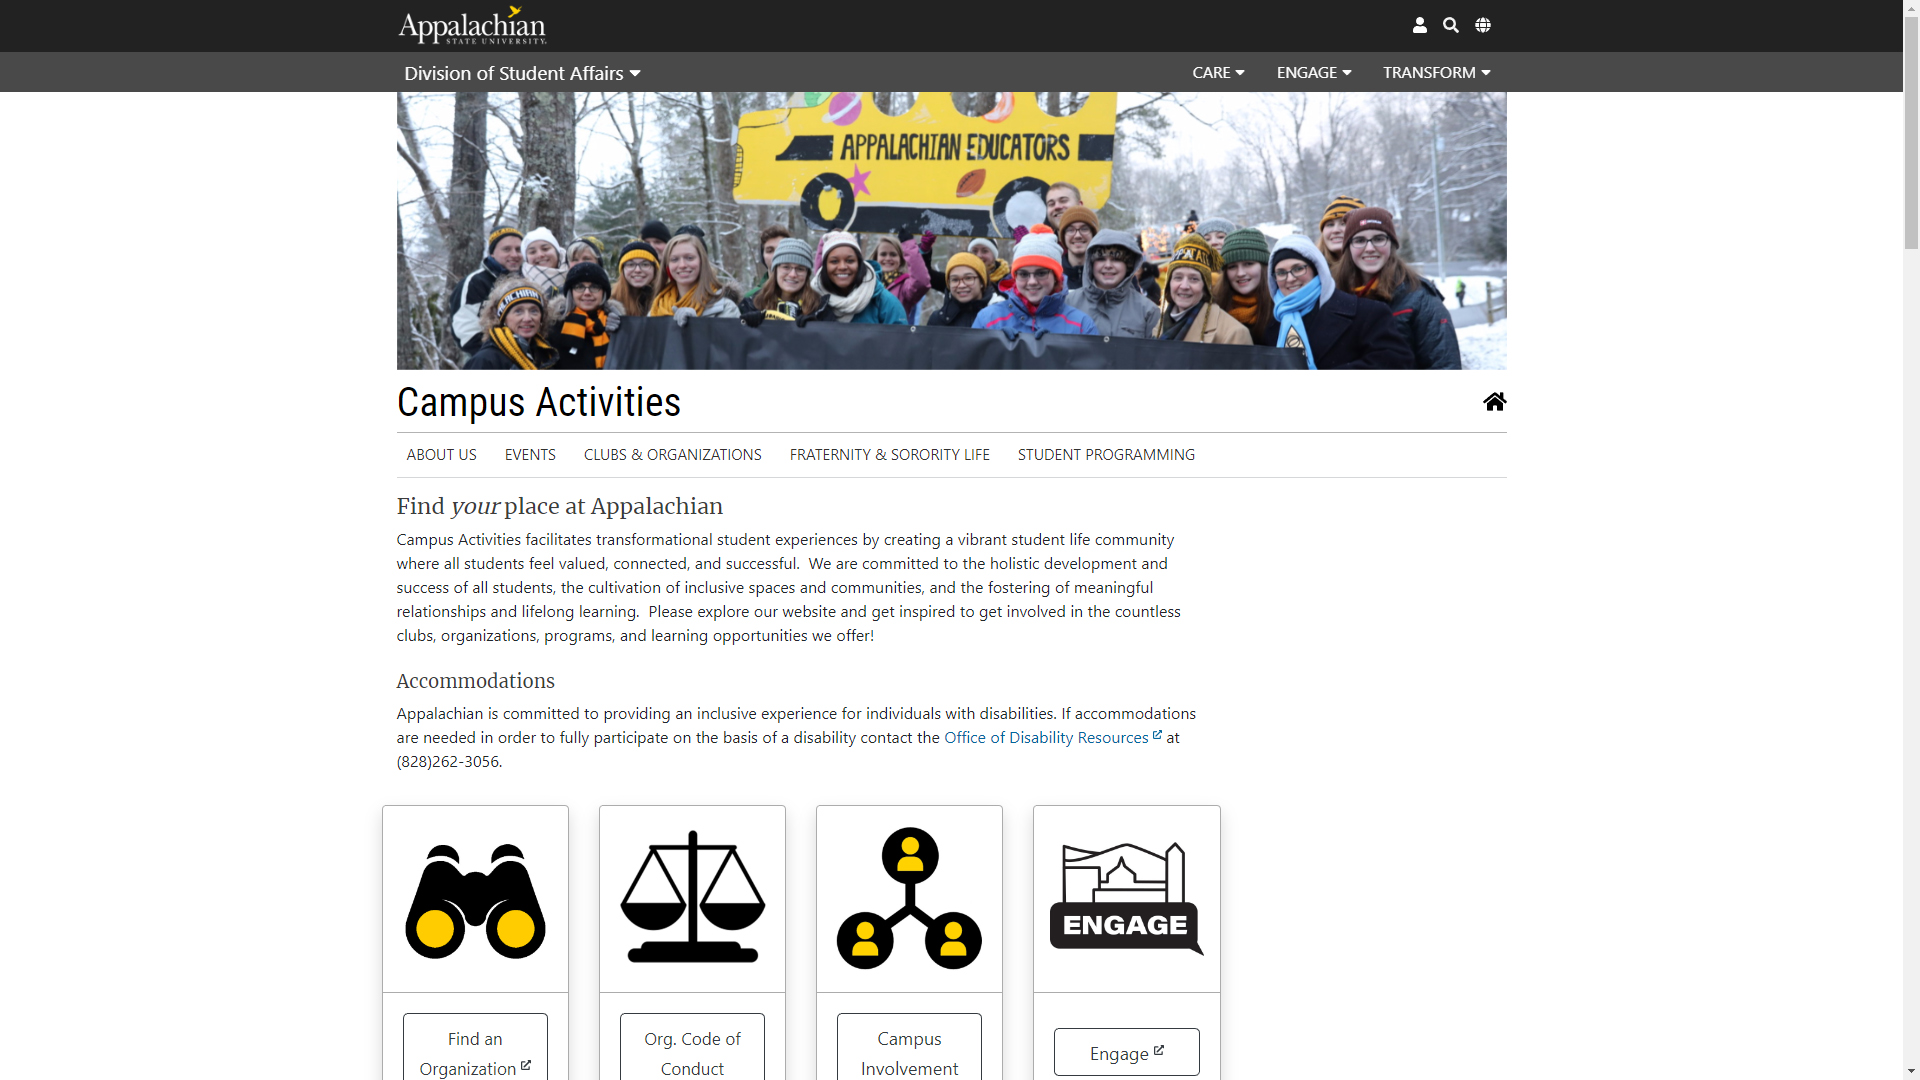 Appalachian
STATE UNIVERSITY.
Division of Student Affairs
CARE
ENGAGE
TRANSFORM
APPALACHIAN EDUCATORS
Campus Activities
ABOUT US
EVENTS
CLUBS & ORGANIZATIONS
FRATERNITY & SORORITY LIFE
STUDENT PROGRAMMING
Find your place at Appalachian
Campus Activities facilitates transformational student experiences by creating a vibrant student life community
where all students feel valued, connected, and successful.  We are committed to the holistic development and
success of all students, the cultivation of inclusive spaces and communities, and the fostering of meaningful
relationships and lifelong learning.  Please explore our website and get inspired to get involved in the countless
clubs, organizations, programs, and learning opportunities we offer!
Accommodations
Appalachian is committed to providing an inclusive experience for individuals with disabilities. If accommodations
are needed in order to fully participate on the basis of a disability contact the Office of Disability Resources at
(828)262-3056.
ENGAGE
Find an
Organization
Org. Code of
Conduct
Campus
Involvement
Engage